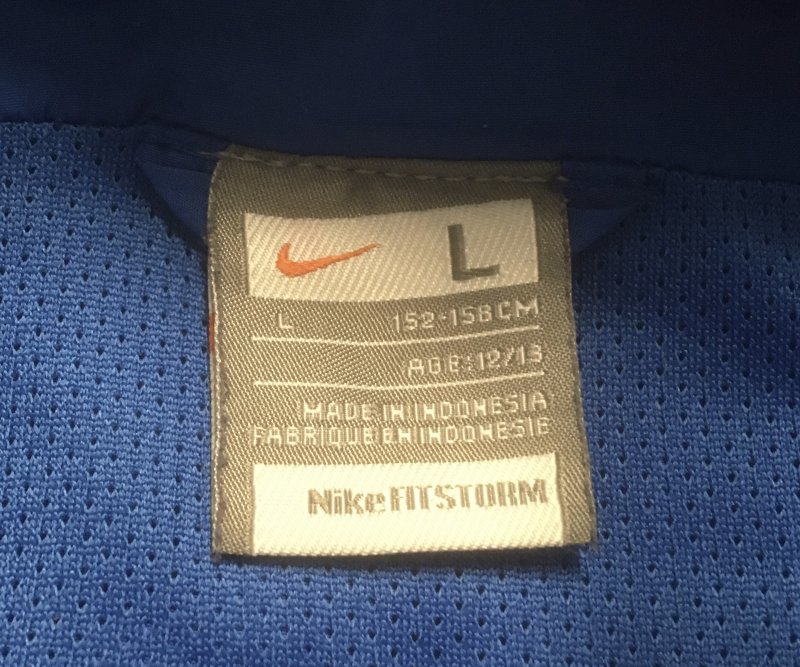 L
L 152-158CM
AGE:12/13
MADE IN INDONESIA
FABRIQUE EN INDONESIE
Nike FITSTORM